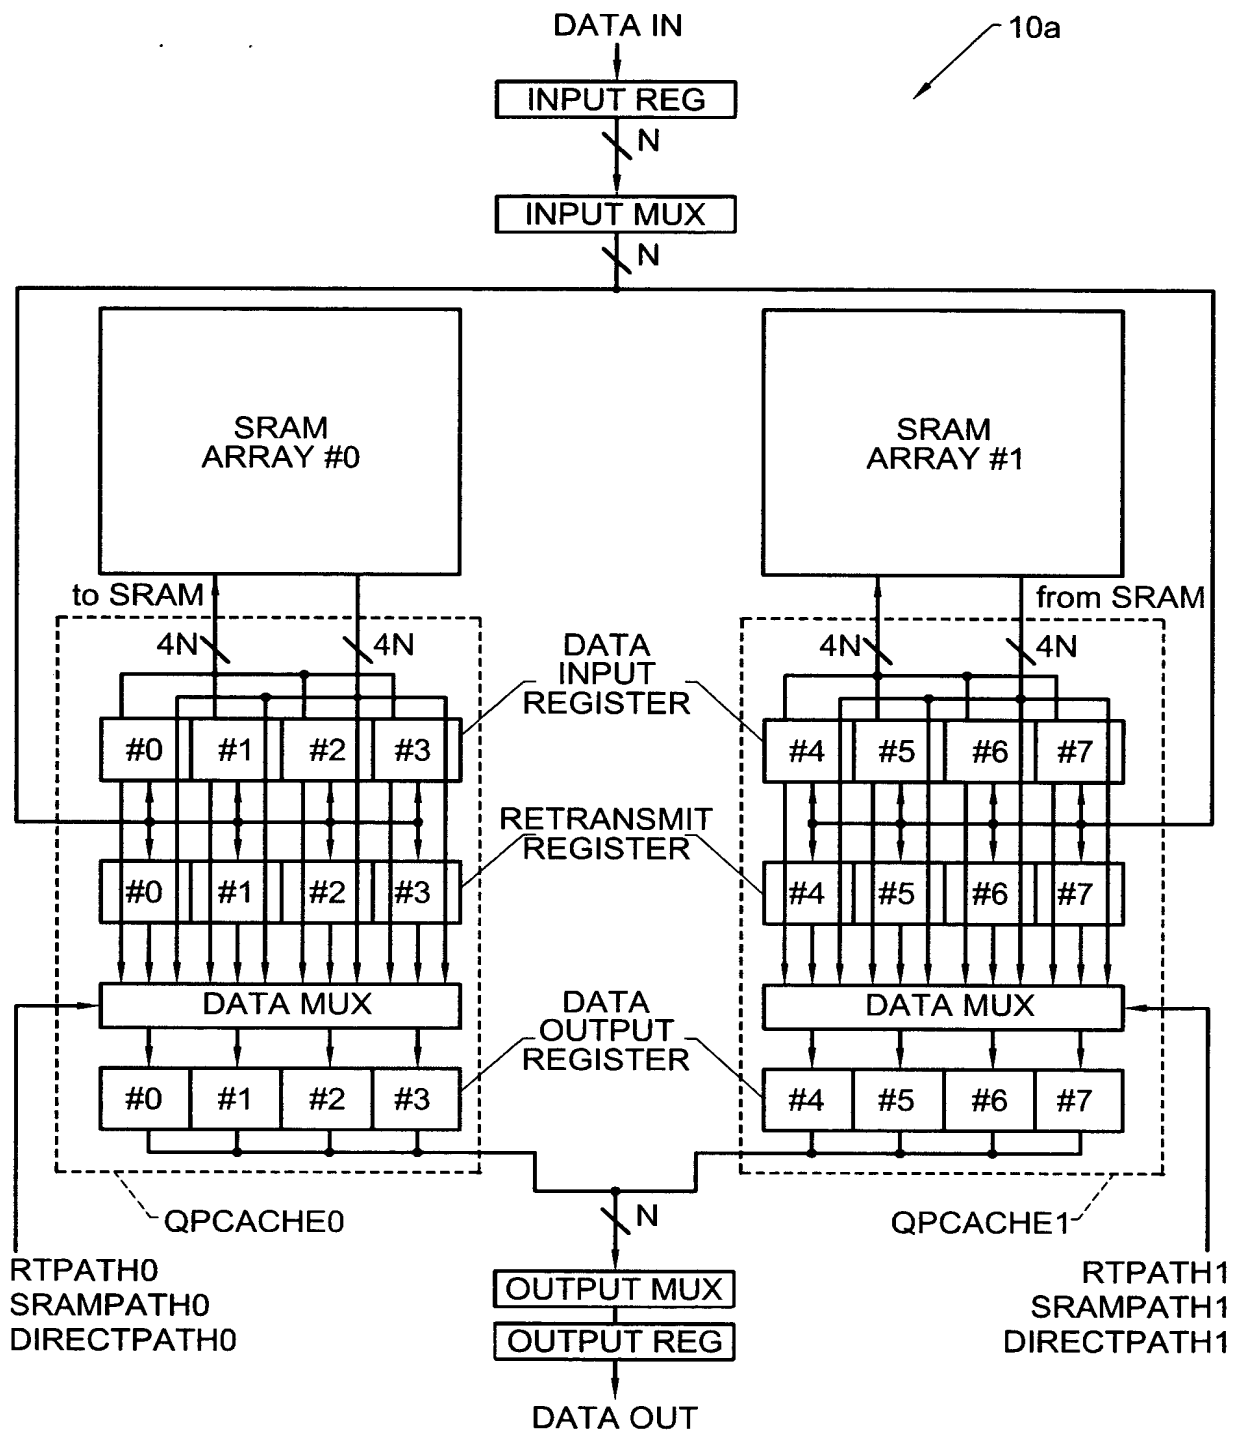 DATA IN
10a
INPUT REG
N
INPUT MUX
N
SRAM
ARRAY #0
SRAM
ARRAY #1
to SRAM
from SRAM
4N
4N
4N
4N
DATA
INPUT
REGISTER
#0 #1 #2 #3
#4 #5 #6 #7
RETRANSMIT
REGISTER
#0 #1 #2 #3
#4 #5 #6 #7
DATA MUX
DATA MUX
DATA
OUTPUT
REGISTER
#0 #1 #2 #3
#4 #5 #6 #7
QPCACHE0
N
QPCACHE1
RTPATH0
SRAMPATH0
DIRECTPATH0
RTPATH1
SRAMPATH1
DIRECTPATH1
OUTPUT MUX
OUTPUT REG
DATA OUT